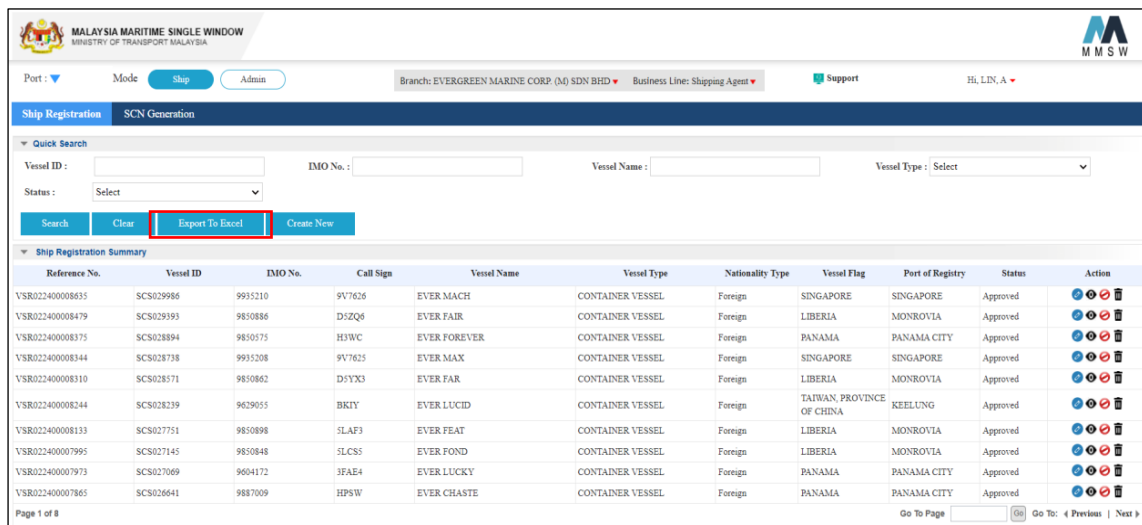 MALAYSIA MARITIME SINGLE WINDOW
MINISTRY OF TRANSPORT MALAYSIA
MMSW
Port : Mode Ship Admin Branch: EVERGREEN MARINE CORP. (M) SDN BHD Business Line: Shipping Agent Support Hi, LIN, A
Ship Registration SCN Generation
Quick Search
Vessel ID : IMO No. : Vessel Name : Vessel Type : Select
Status : Select
Search Clear Export To Excel Create New
Ship Registration Summary
Reference No. Vessel ID IMO No. Call Sign Vessel Name Vessel Type Nationality Type Vessel Flag Port of Registry Status Action
VSR022400008635 SCS029986 9935210 9V7626 EVER MACH CONTAINER VESSEL Foreign SINGAPORE SINGAPORE Approved
VSR022400008479 SCS029393 9850886 D5ZQ6 EVER FAIR CONTAINER VESSEL Foreign LIBERIA MONROVIA Approved
VSR022400008375 SCS028894 9850575 H3WC EVER FOREVER CONTAINER VESSEL Foreign PANAMA PANAMA CITY Approved
VSR022400008344 SCS028738 9935208 9V7625 EVER MAX CONTAINER VESSEL Foreign SINGAPORE SINGAPORE Approved
VSR022400008310 SCS028571 9850862 D5YX3 EVER FAR CONTAINER VESSEL Foreign LIBERIA MONROVIA Approved
VSR022400008244 SCS028239 9629055 BKIY EVER LUCID CONTAINER VESSEL Foreign TAIWAN, PROVINCE OF CHINA KEELUNG Approved
VSR022400008133 SCS027751 9850898 5LAF3 EVER FEAT CONTAINER VESSEL Foreign LIBERIA MONROVIA Approved
VSR022400007995 SCS027145 9850848 5LCS5 EVER FOND CONTAINER VESSEL Foreign LIBERIA MONROVIA Approved
VSR022400007973 SCS027069 9604172 3FAE4 EVER LUCKY CONTAINER VESSEL Foreign PANAMA PANAMA CITY Approved
VSR022400007865 SCS026641 9887009 HPSW EVER CHASTE CONTAINER VESSEL Foreign PANAMA PANAMA CITY Approved
Page 1 of 8 Go To Page Go Go To: Previous | Next